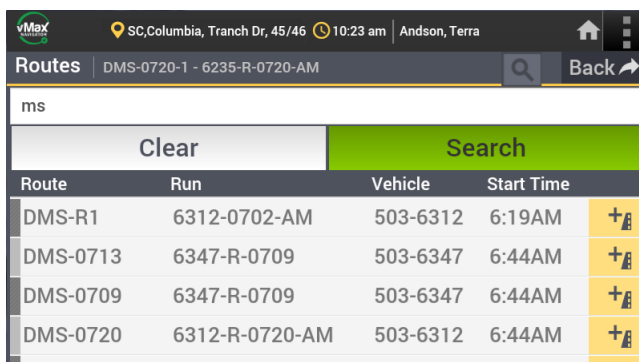 vMax
NAVIGATOR
SC,Columbia, Tranch Dr, 45/46 10:23 am Andson, Terra
Routes DMS-0720-1 - 6235-R-0720-AM Back
ms
Clear Search
Route Run Vehicle Start Time
DMS-R1 6312-0702-AM 503-6312 6:19AM
DMS-0713 6347-R-0709 503-6347 6:44AM
DMS-0709 6347-R-0709 503-6347 6:44AM
DMS-0720 6312-R-0720-AM 503-6312 6:44AM